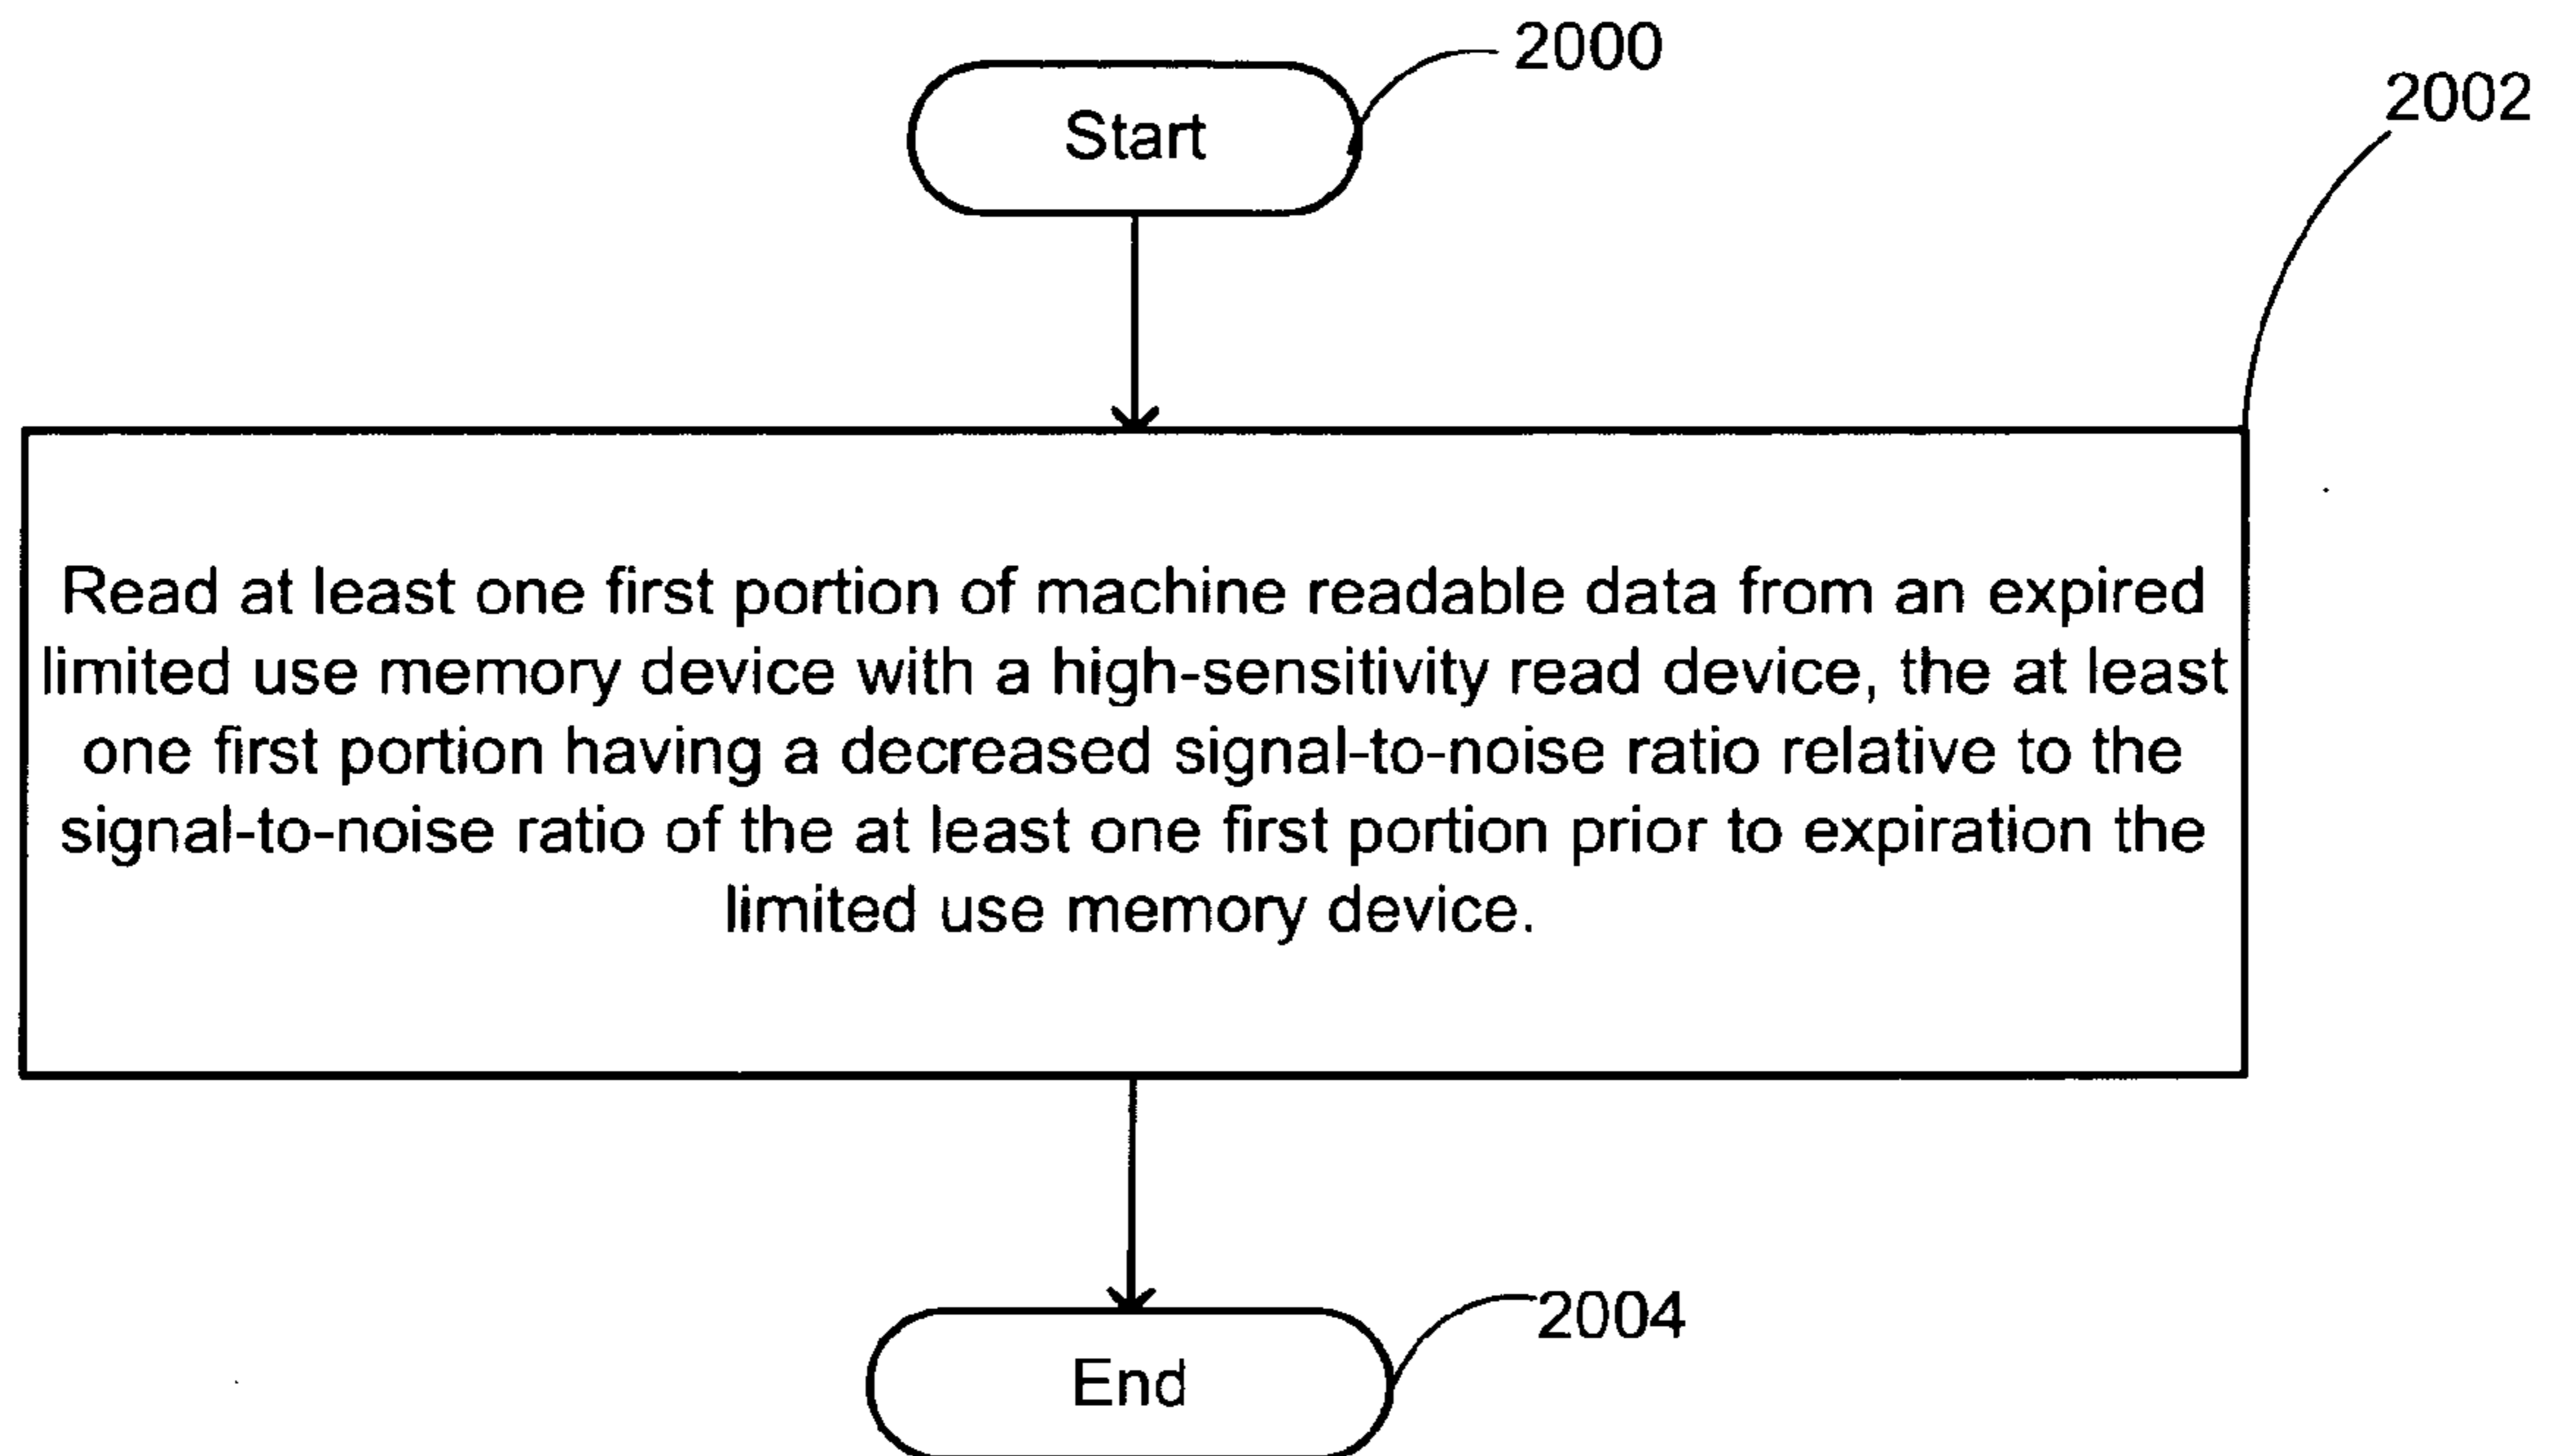 2000
Start
2002
Read at least one first portion of machine readable data from an expired
limited use memory device with a high-sensitivity read device, the at least
one first portion having a decreased signal-to-noise ratio relative to the
signal-to-noise ratio of the at least one first portion prior to expiration the
limited use memory device.
2004
End